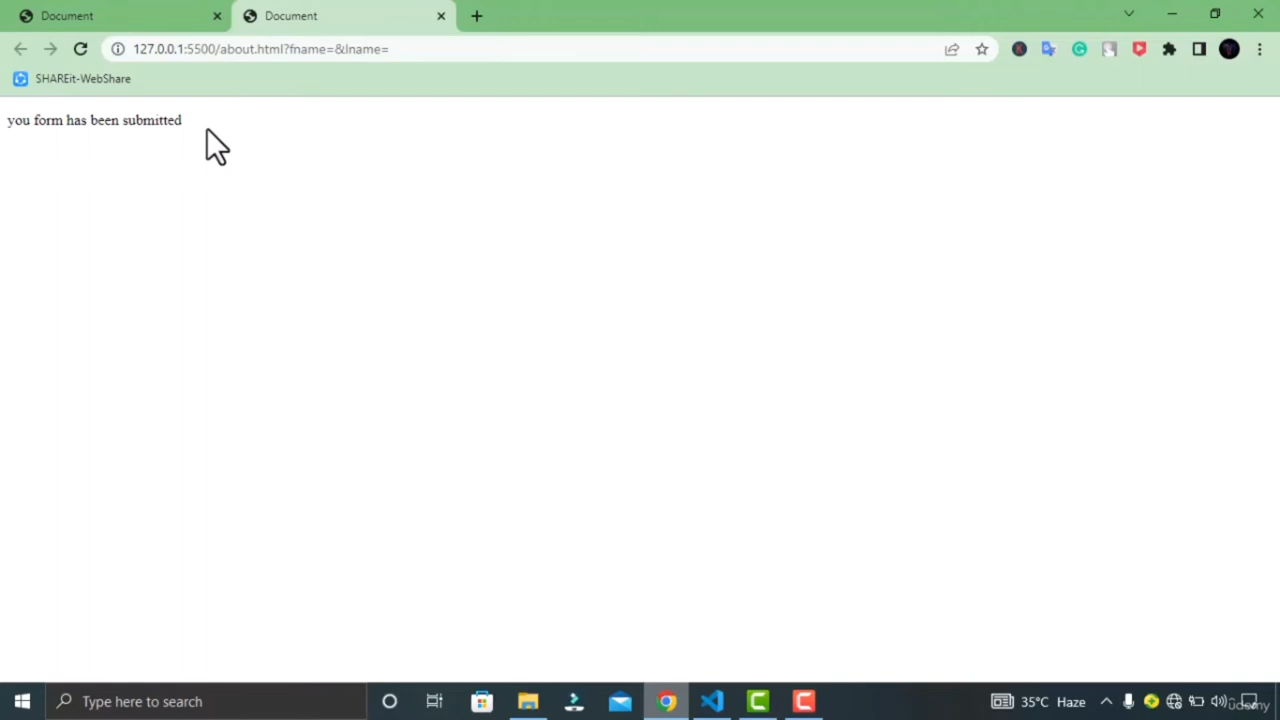 Document
Document
127.0.0.1:5500/about.html?fname=&lname=
SHAREit-WebShare
you form has been submitted
Type here to search
35°C Haze
ûdemy